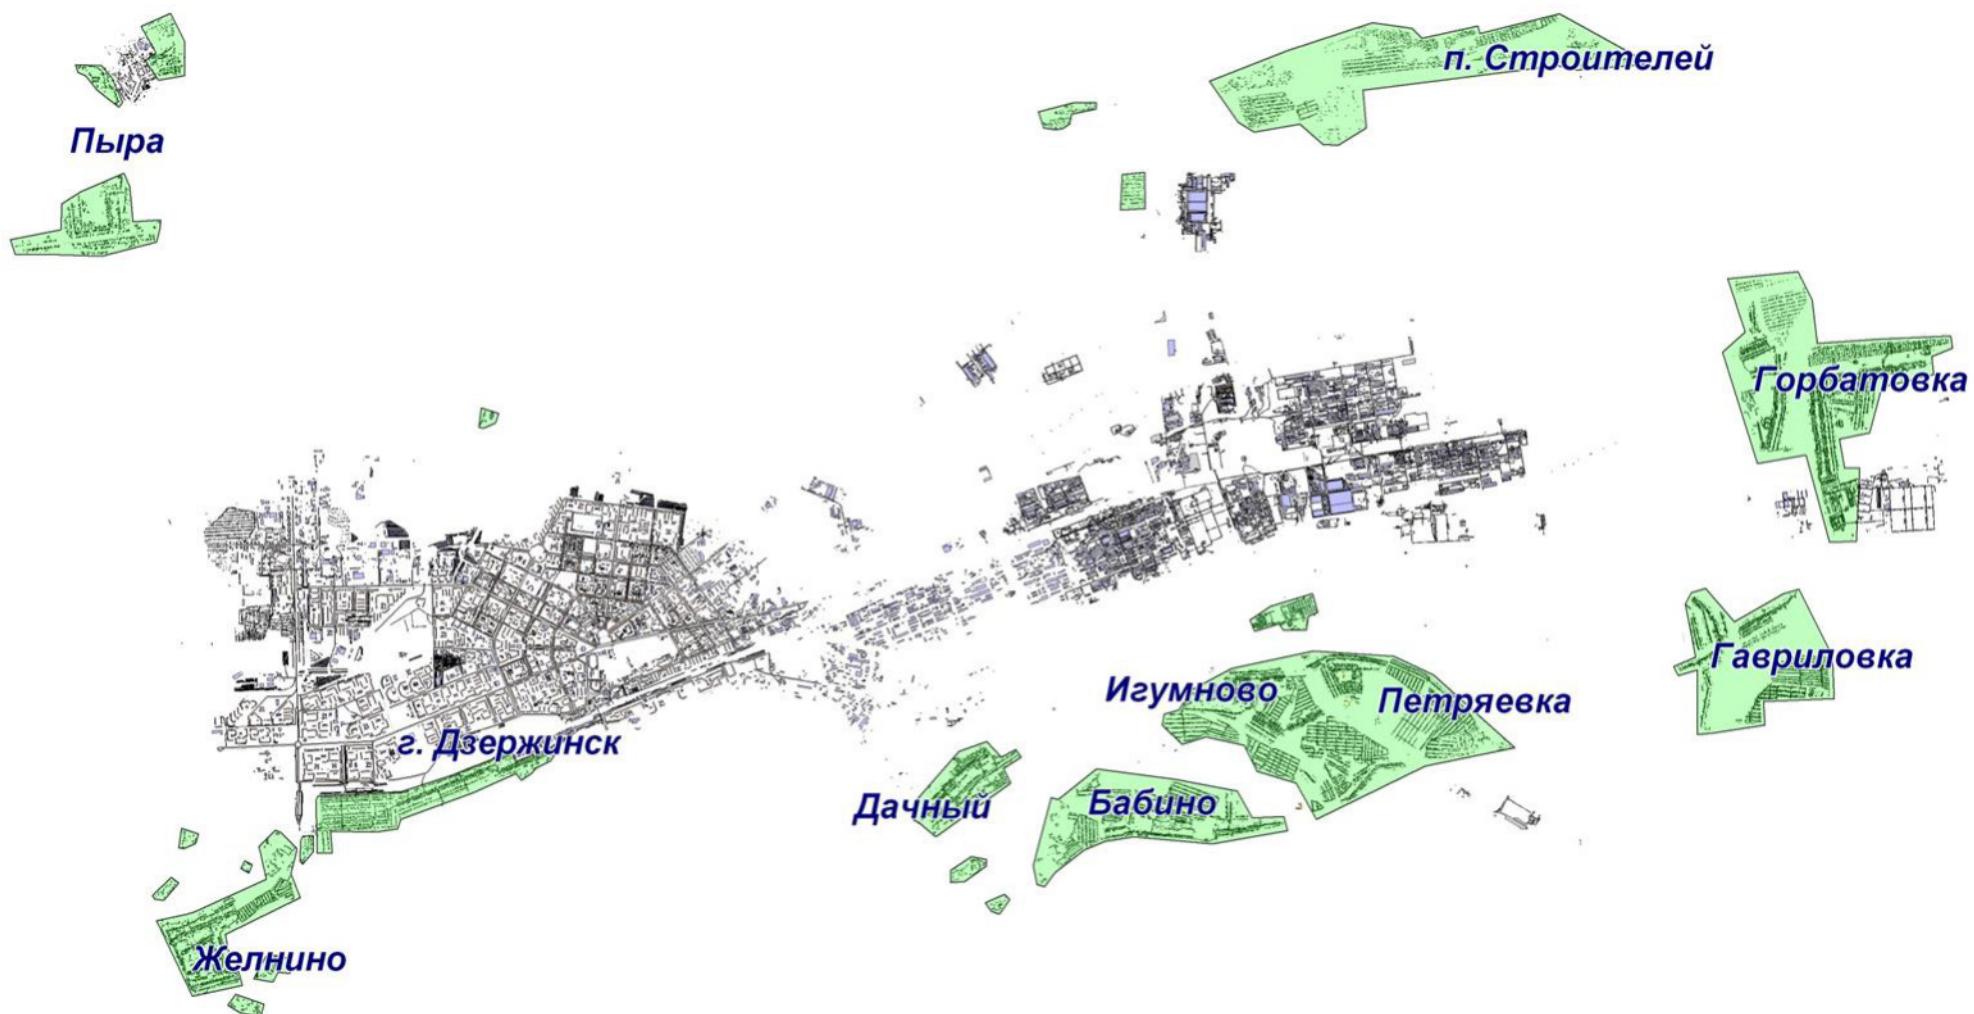 п. Строителей
Пыра
Горбатовка
Гавриловка
Игумново
Петряевка
г. Дзержинск
Дачный
Бабино
Желнино